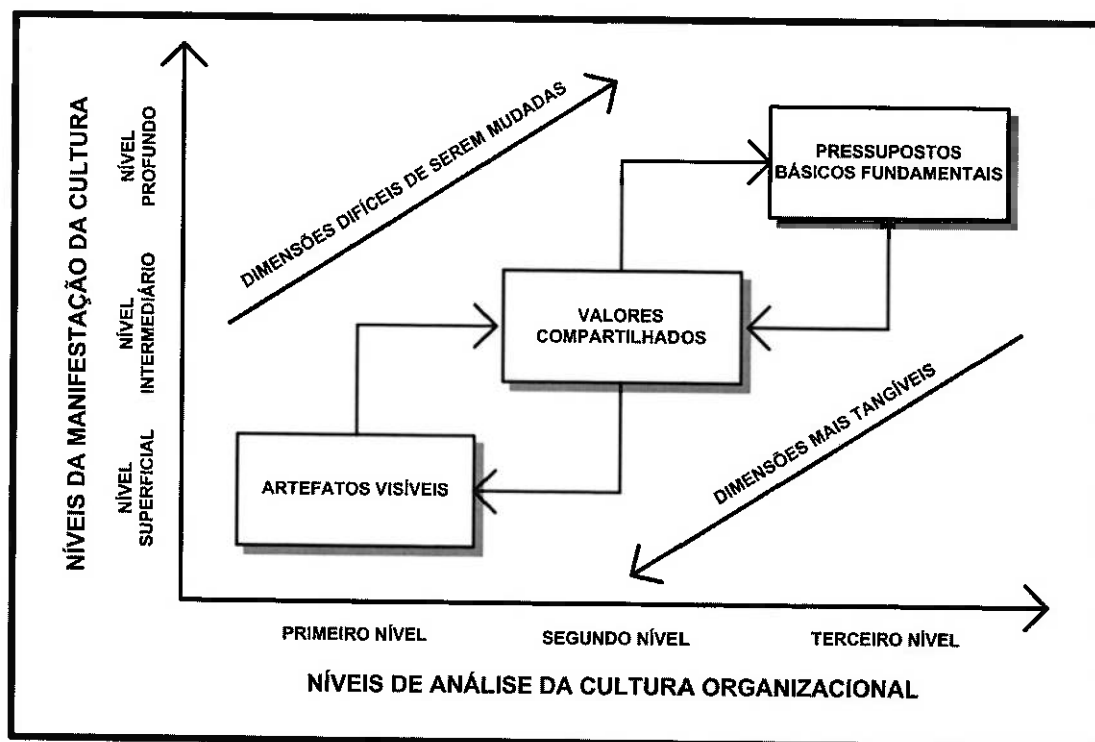 NÍVEIS DA MANIFESTAÇÃO DA CULTURA
NÍVEL
PROFUNDO
NÍVEL
INTERMEDIÁRIO
NÍVEL
SUPERFICIAL
DIMENSÕES DIFÍCEIS DE SEREM MUDADAS
PRESSUPOSTOS
BÁSICOS FUNDAMENTAIS
VALORES
COMPARTILHADOS
ARTEFATOS VISÍVEIS
DIMENSÕES MAIS TANGÍVEIS
PRIMEIRO NÍVEL
SEGUNDO NÍVEL
TERCEIRO NÍVEL
NÍVEIS DE ANÁLISE DA CULTURA ORGANIZACIONAL